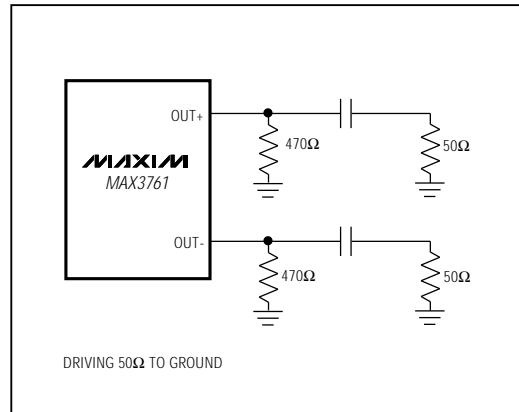 OUT+
470Ω
50Ω
MAXIM
MAX3761
OUT-
470Ω
50Ω
DRIVING 50Ω TO GROUND